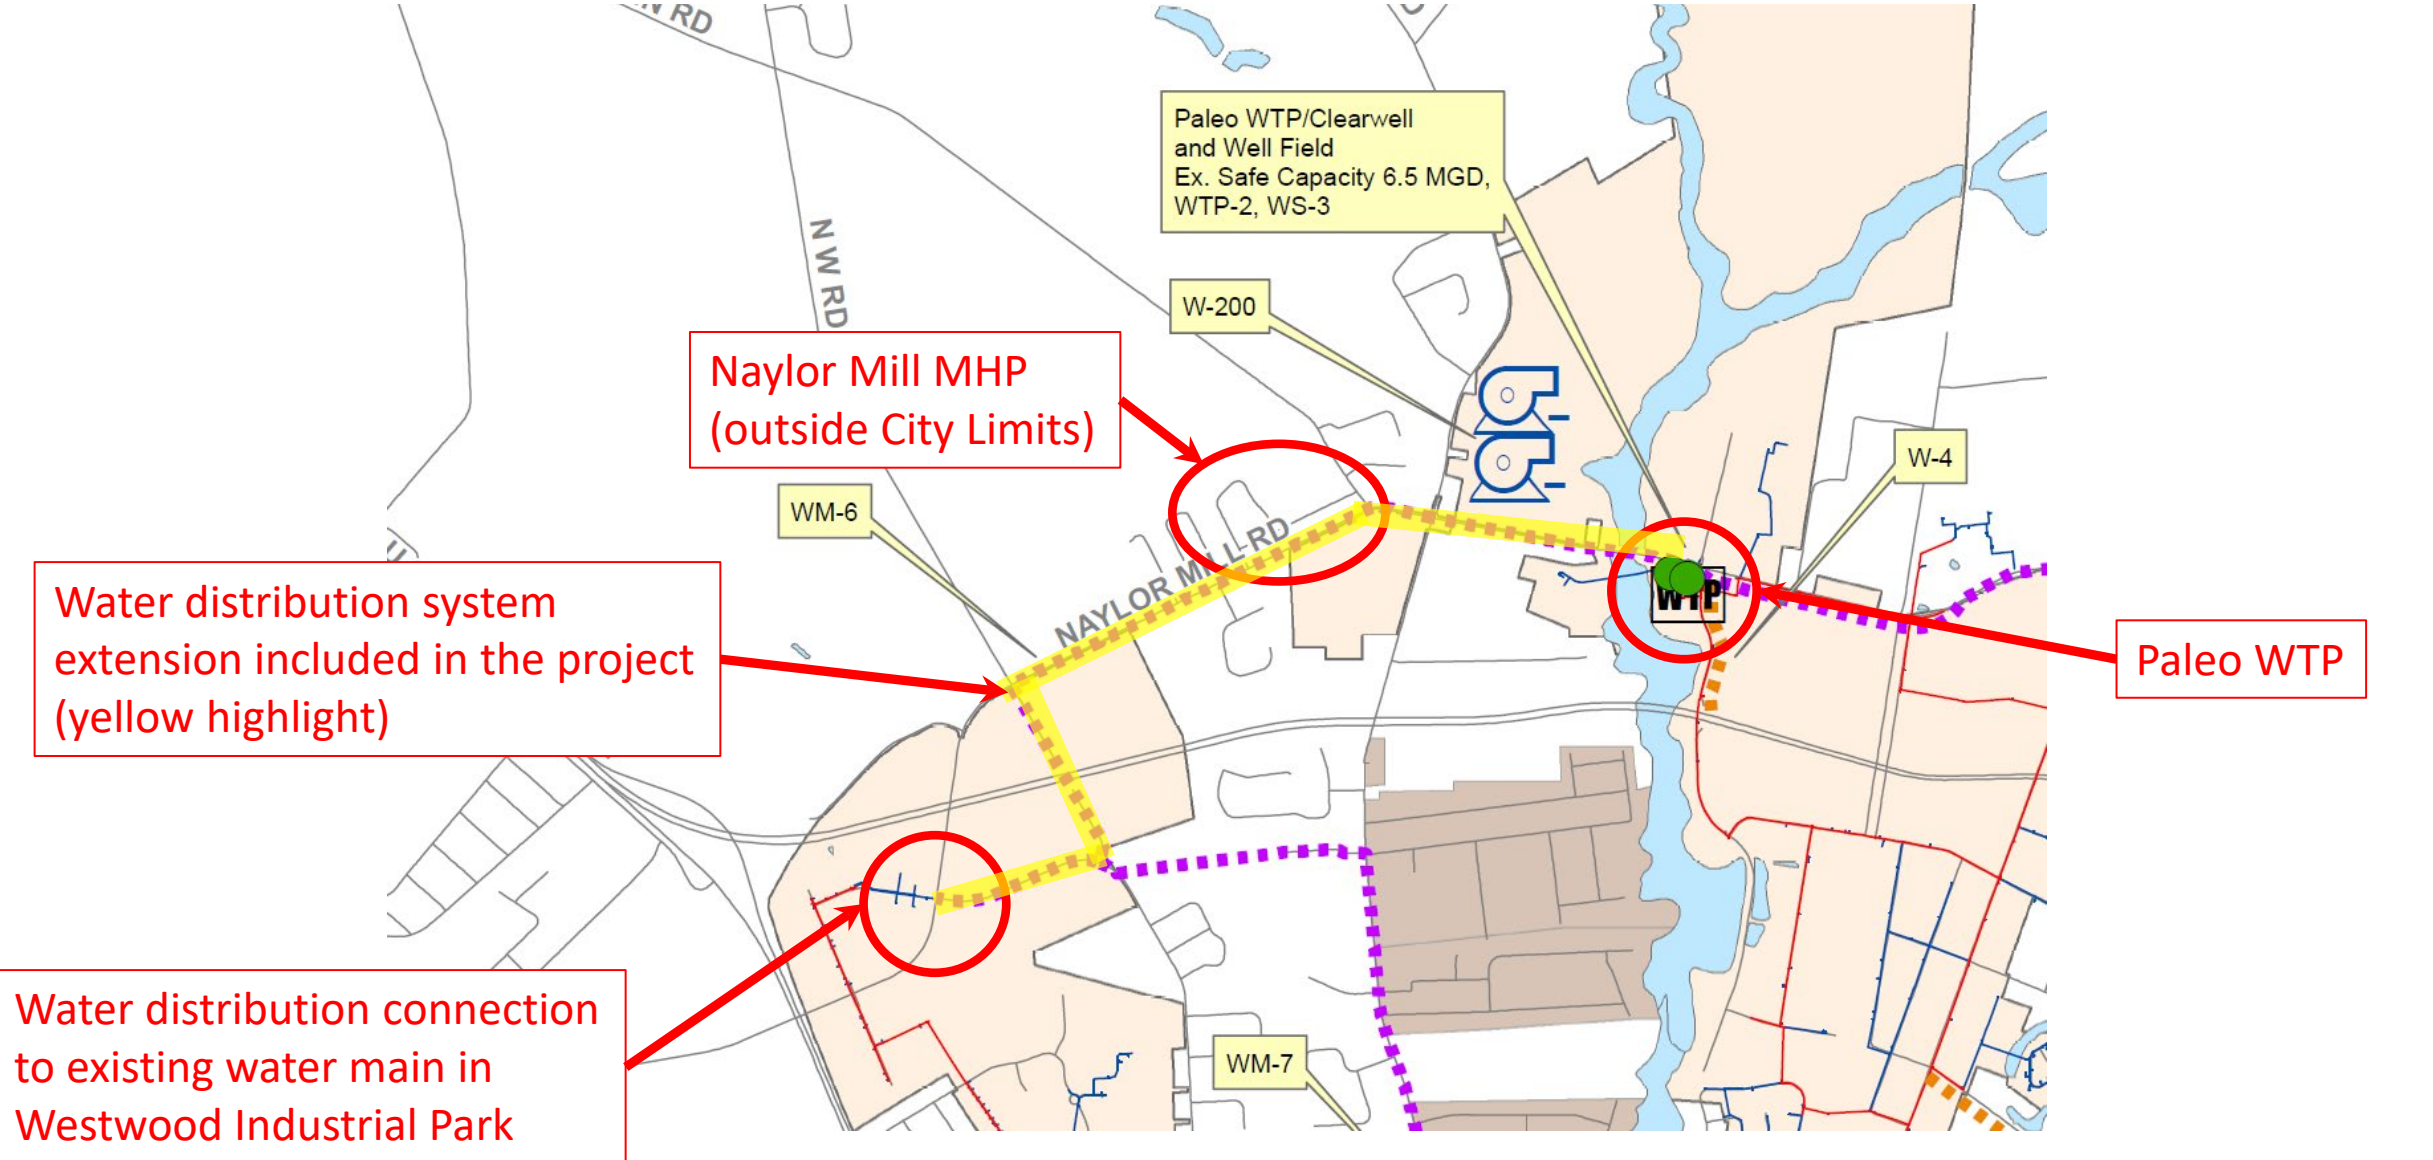 N RD
Paleo WTP/Clearwell
and Well Field
Ex. Safe Capacity 6.5 MGD,
WTP-2, WS-3
N W RD
W-200
Naylor Mill MHP
(outside City Limits)
W-4
WM-6
NAYLOR MILL RD
Water distribution system
extension included in the project
(yellow highlight)
WTP
Paleo WTP
Water distribution connection
to existing water main in
Westwood Industrial Park
WM-7